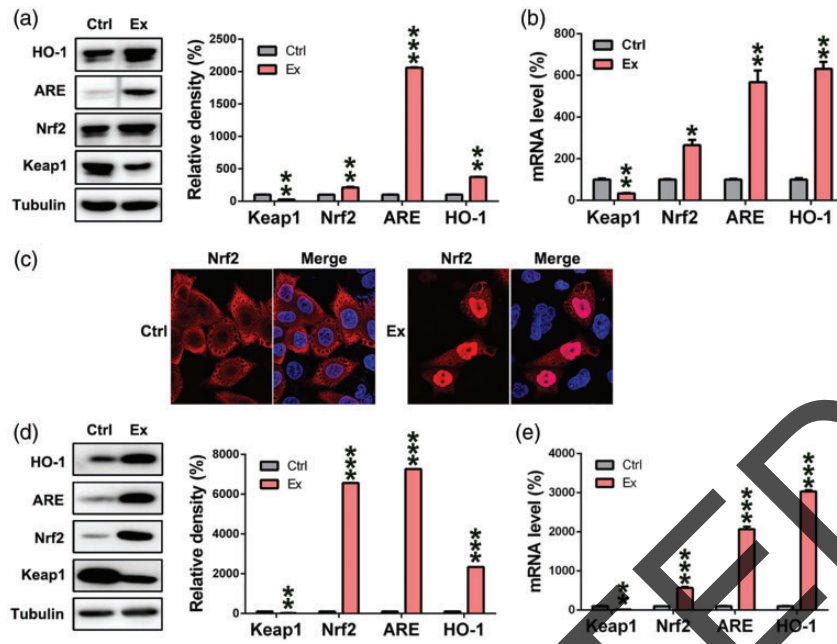 (a)
Ctrl Ex
HO-1
ARE
Nrf2
Keap1
Tubulin
Relative density (%)
2500
2000
1500
1000
500
0
Ctrl
Ex
**
**
***
**
Keap1 Nrf2 ARE HO-1
(b)
mRNA level (%)
800
600
400
200
0
Ctrl
Ex
**
*
**
**
Keap1 Nrf2 ARE HO-1
(c)
Nrf2 Merge
Ctrl
Nrf2 Merge
Ex
(d)
Ctrl Ex
HO-1
ARE
Nrf2
Keap1
Tubulin
Relative density (%)
8000
6000
4000
2000
0
Ctrl
Ex
**
***
***
***
Keap1 Nrf2 ARE HO-1
(e)
mRNA level (%)
4000
3000
2000
1000
0
Ctrl
Ex
**
***
***
***
Keap1 Nrf2 ARE HO-1
TED